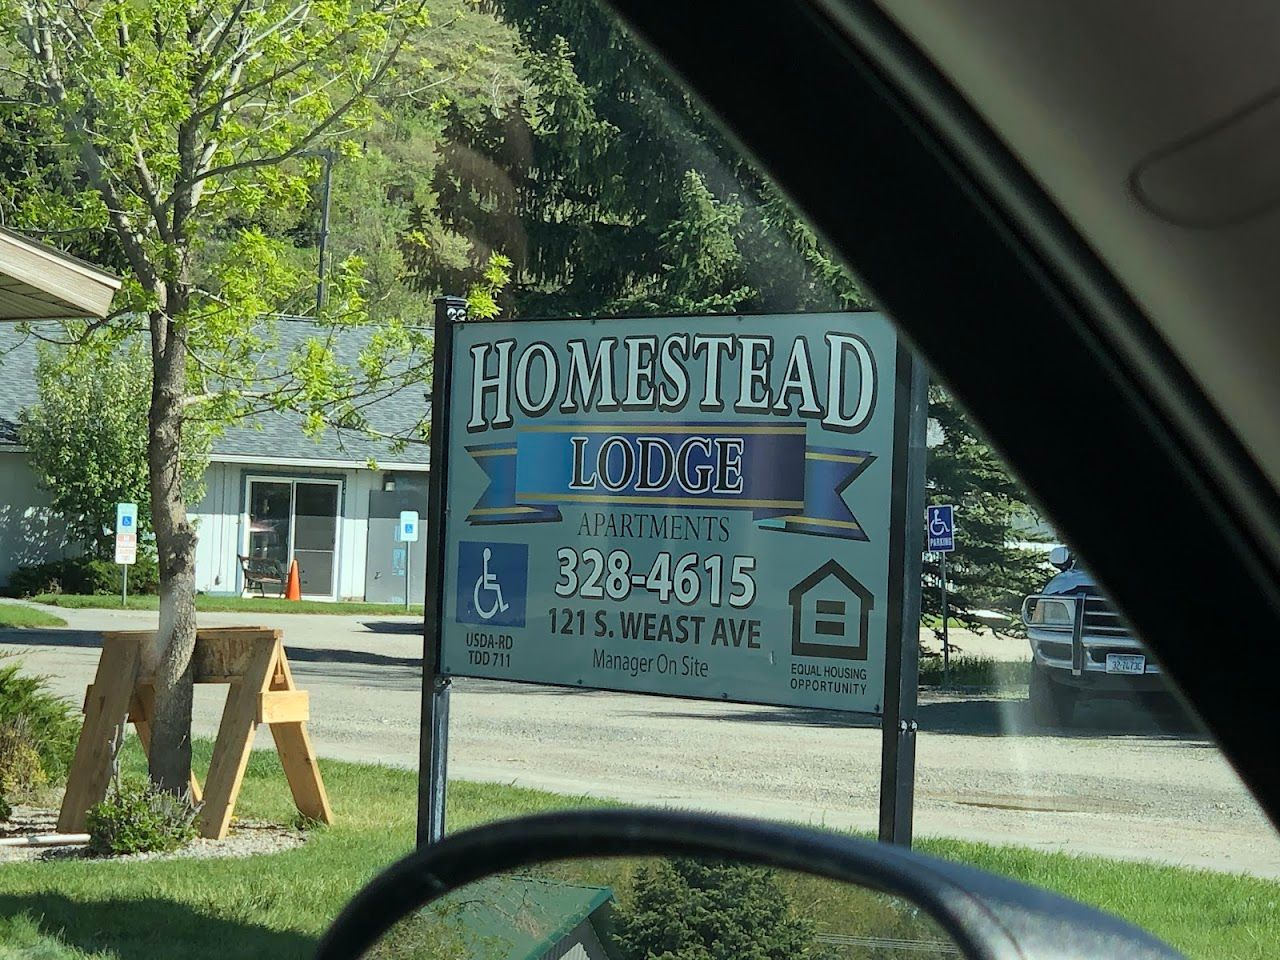 HOMESTEAD
LODGE
APARTMENTS
328-4615
121 S. WEAST AVE
Manager On Site
USDA-RD
TDD 711
EQUAL HOUSING
OPPORTUNITY
PARKING